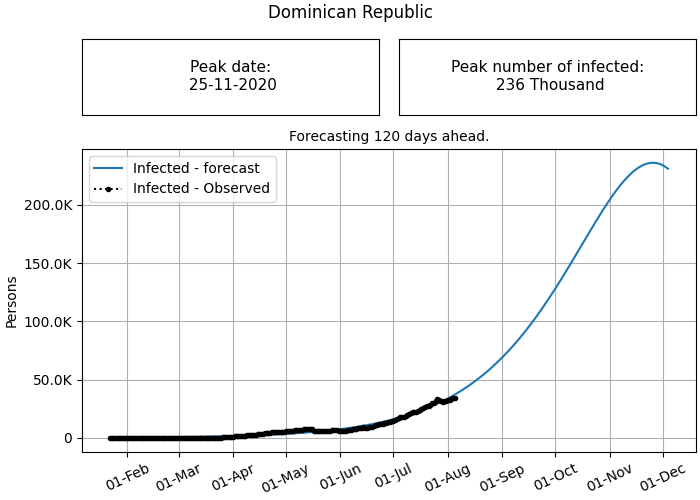 Dominican Republic
Peak date:
25-11-2020
Peak number of infected:
236 Thousand
Forecasting 120 days ahead.
Infected - forecast
Infected - Observed
200.0K
150.0K
100.0K
50.0K
0
Persons
01-Feb
01-Mar
01-Apr
01-May
01-Jun
01-Jul
01-Aug
01-Sep
01-Oct
01-Nov
01-Dec